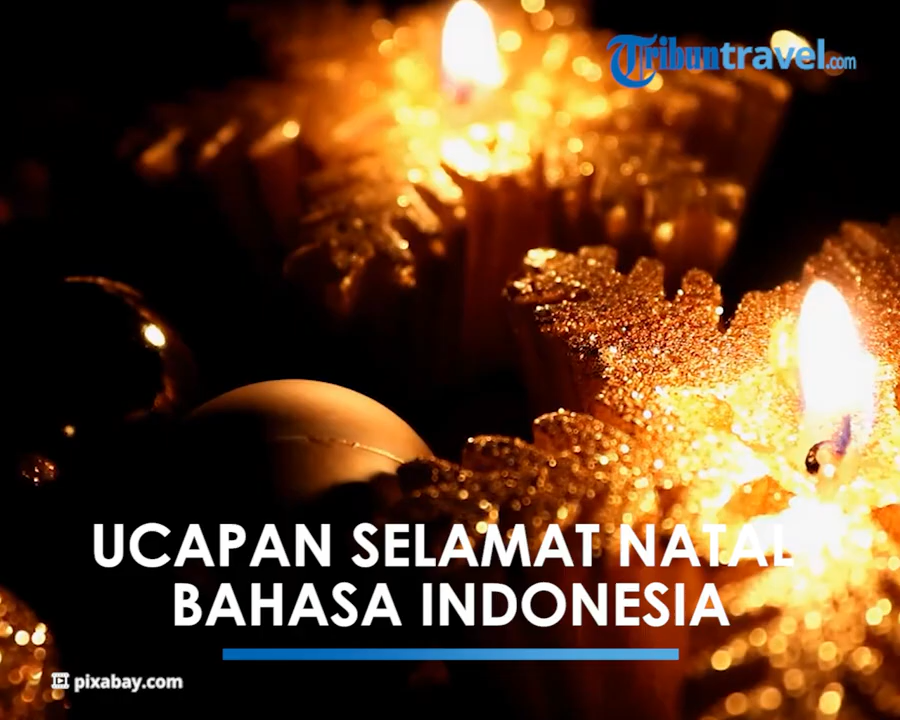 Tribuntravel.com
UCAPAN SELAMAT NATAL
BAHASA INDONESIA
pixabay.com